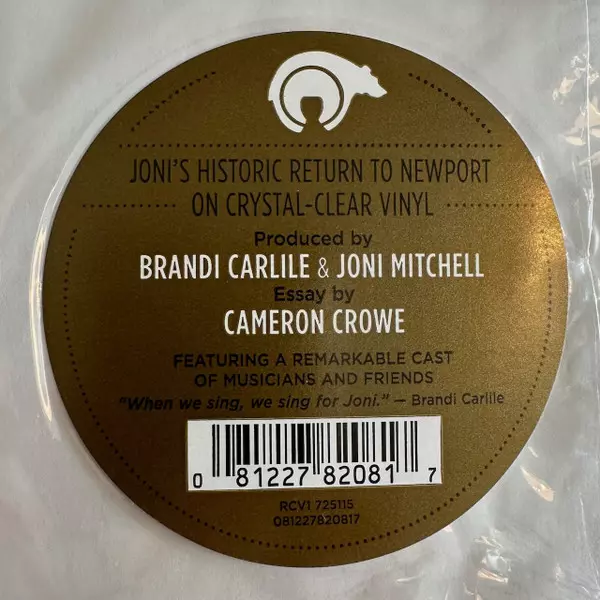 JONI'S HISTORIC RETURN TO NEWPORT
ON CRYSTAL-CLEAR VINYL
Produced by
BRANDI CARLILE & JONI MITCHELL
Essay by
CAMERON CROWE
FEATURING A REMARKABLE CAST
OF MUSICIANS AND FRIENDS
"When we sing, we sing for Joni." — Brandi Carlile
0 81227 82081 7
RCV1 725115
081227820817